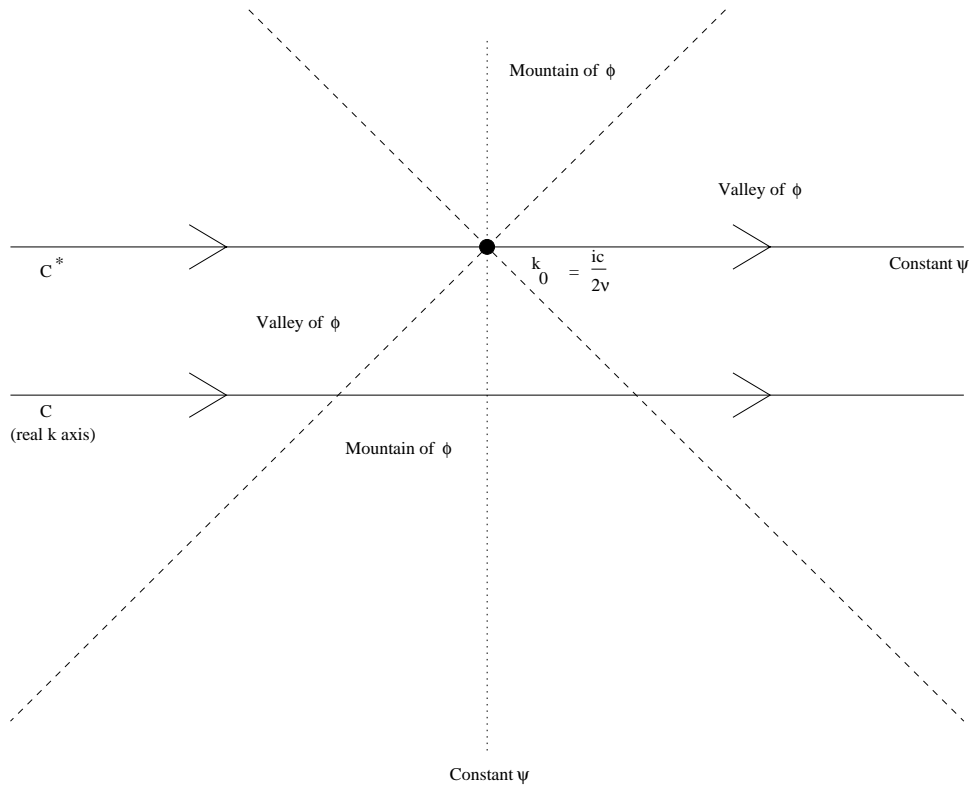 Mountain of ϕ
Valley of ϕ
C*
k₀ = ic/2ν
Constant ψ
Valley of ϕ
C
(real k axis)
Mountain of ϕ
Constant ψ